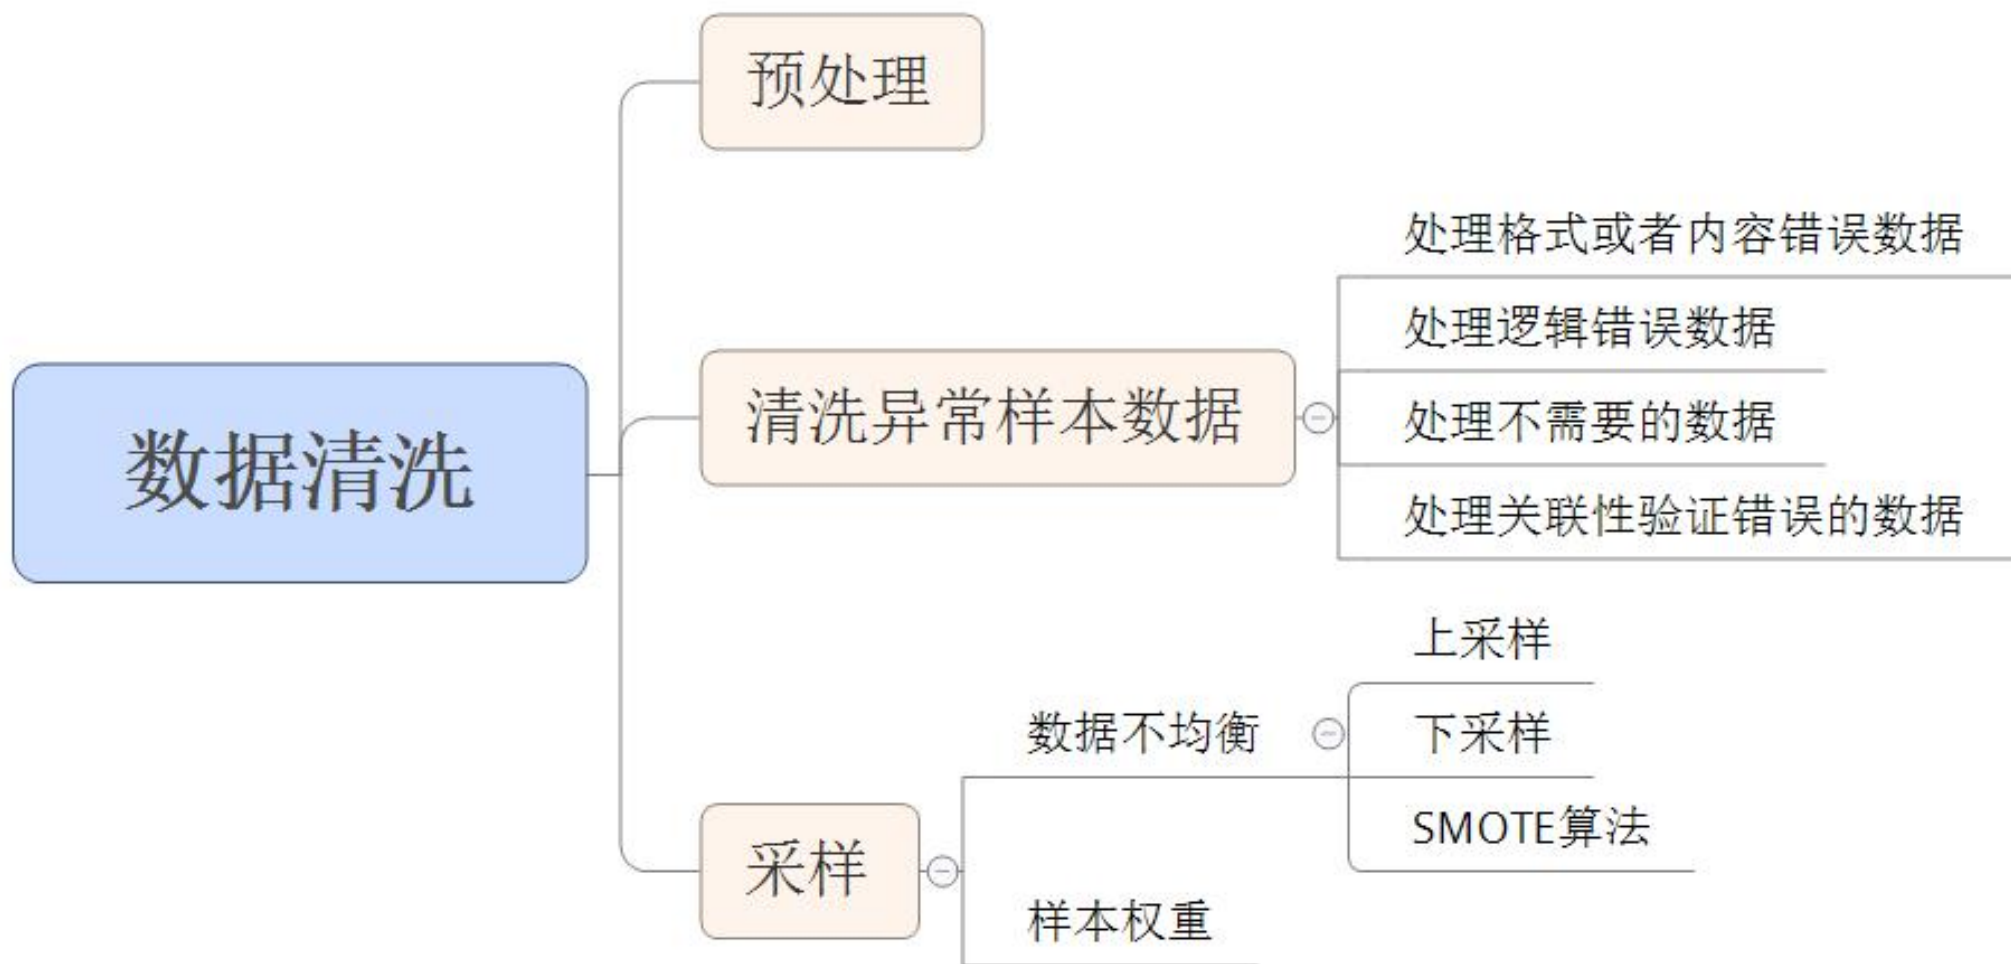 预处理
处理格式或者内容错误数据
处理逻辑错误数据
清洗异常样本数据
处理不需要的数据
数据清洗
处理关联性验证错误的数据
上采样
数据不均衡
下采样
SMOTE算法
采样
样本权重